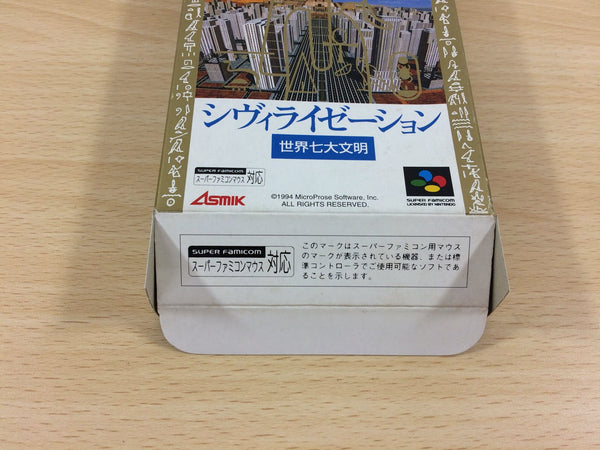 シヴィライゼーション
世界七大文明
SUPER FAMICOM
スーパーファミコンマウス 対応
ASMIK
©1994 MicroProse Software, Inc.
ALL RIGHTS RESERVED.
SUPER FAMICOM
LICENSED BY NINTENDO
SUPER FAMICOM
スーパーファミコンマウス 対応
このマークはスーパーファミコン用マウス
のマークが表示されている機器、または標
準コントローラでご使用可能なソフトであ
ることを示します。